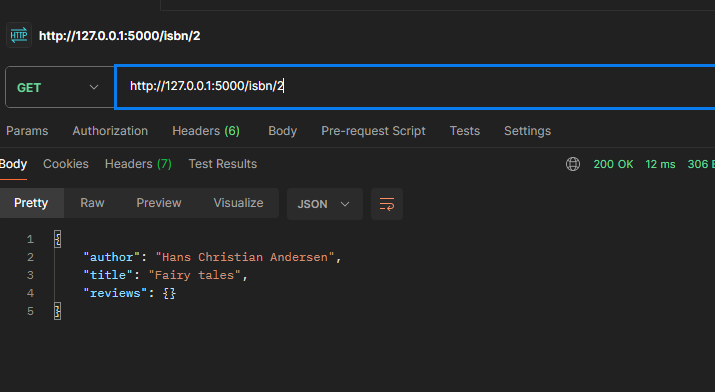 HTTP http://127.0.0.1:5000/isbn/2
GET http://127.0.0.1:5000/isbn/2
Params Authorization Headers (6) Body Pre-request Script Tests Settings
Body Cookies Headers (7) Test Results 200 OK 12 ms 306
Pretty Raw Preview Visualize JSON
1 {
2 "author": "Hans Christian Andersen",
3 "title": "Fairy tales",
4 "reviews": {}
5 }